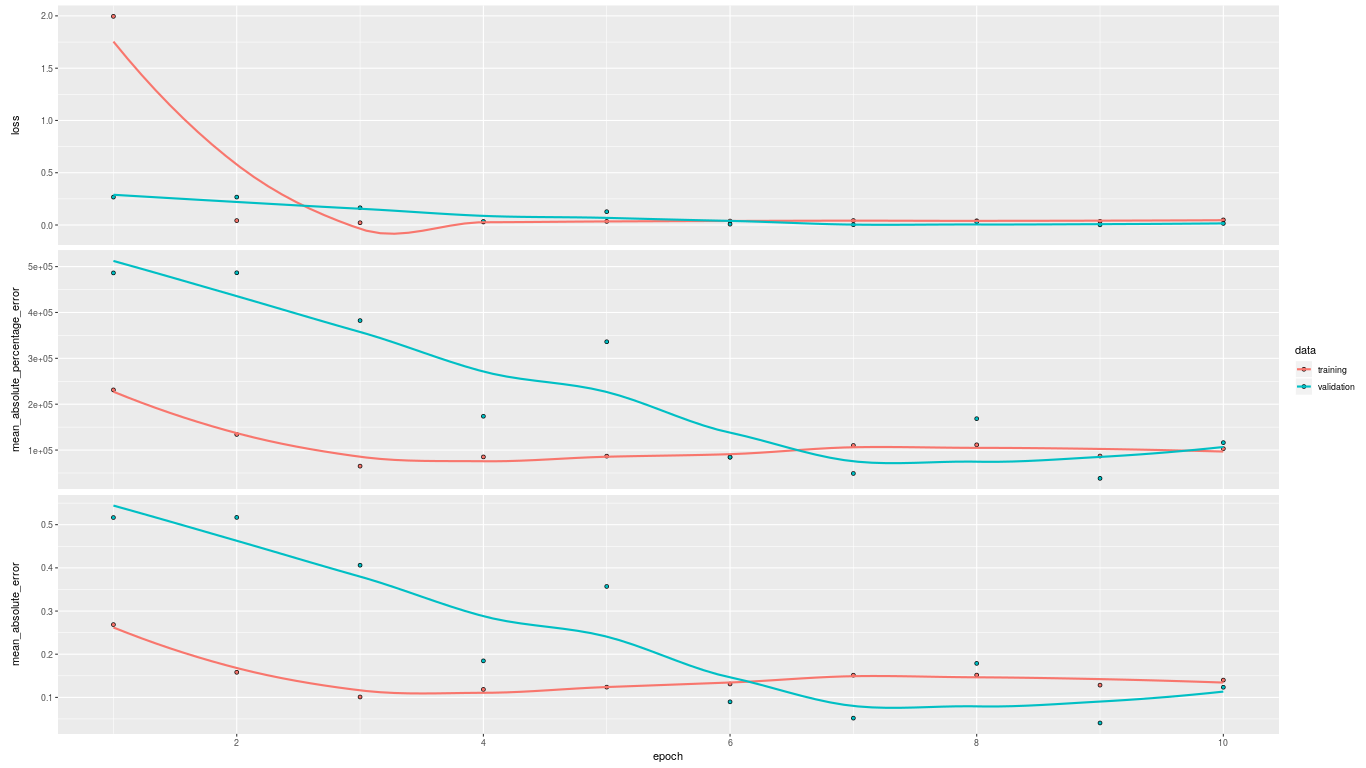 2.0
1.5
1.0
0.5
0.0
loss
5e+05
4e+05
3e+05
2e+05
1e+05
mean_absolute_percentage_error
0.5
0.4
0.3
0.2
0.1
mean_absolute_error
2
4
6
8
10
epoch
data
training
validation